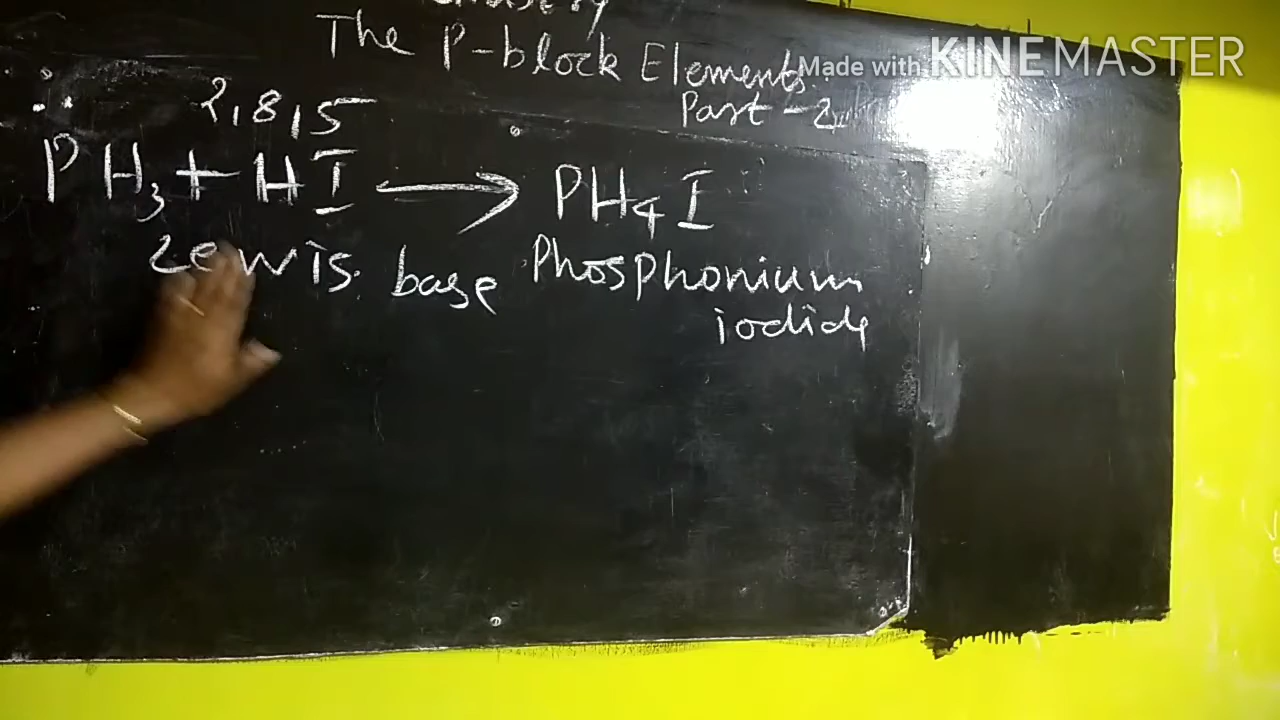 The P-block Elements
Made with KINEMASTER
Part - 2
2,8,5
PH₃ + HI → PH₄I
Lewis base
Phosphonium
iodide